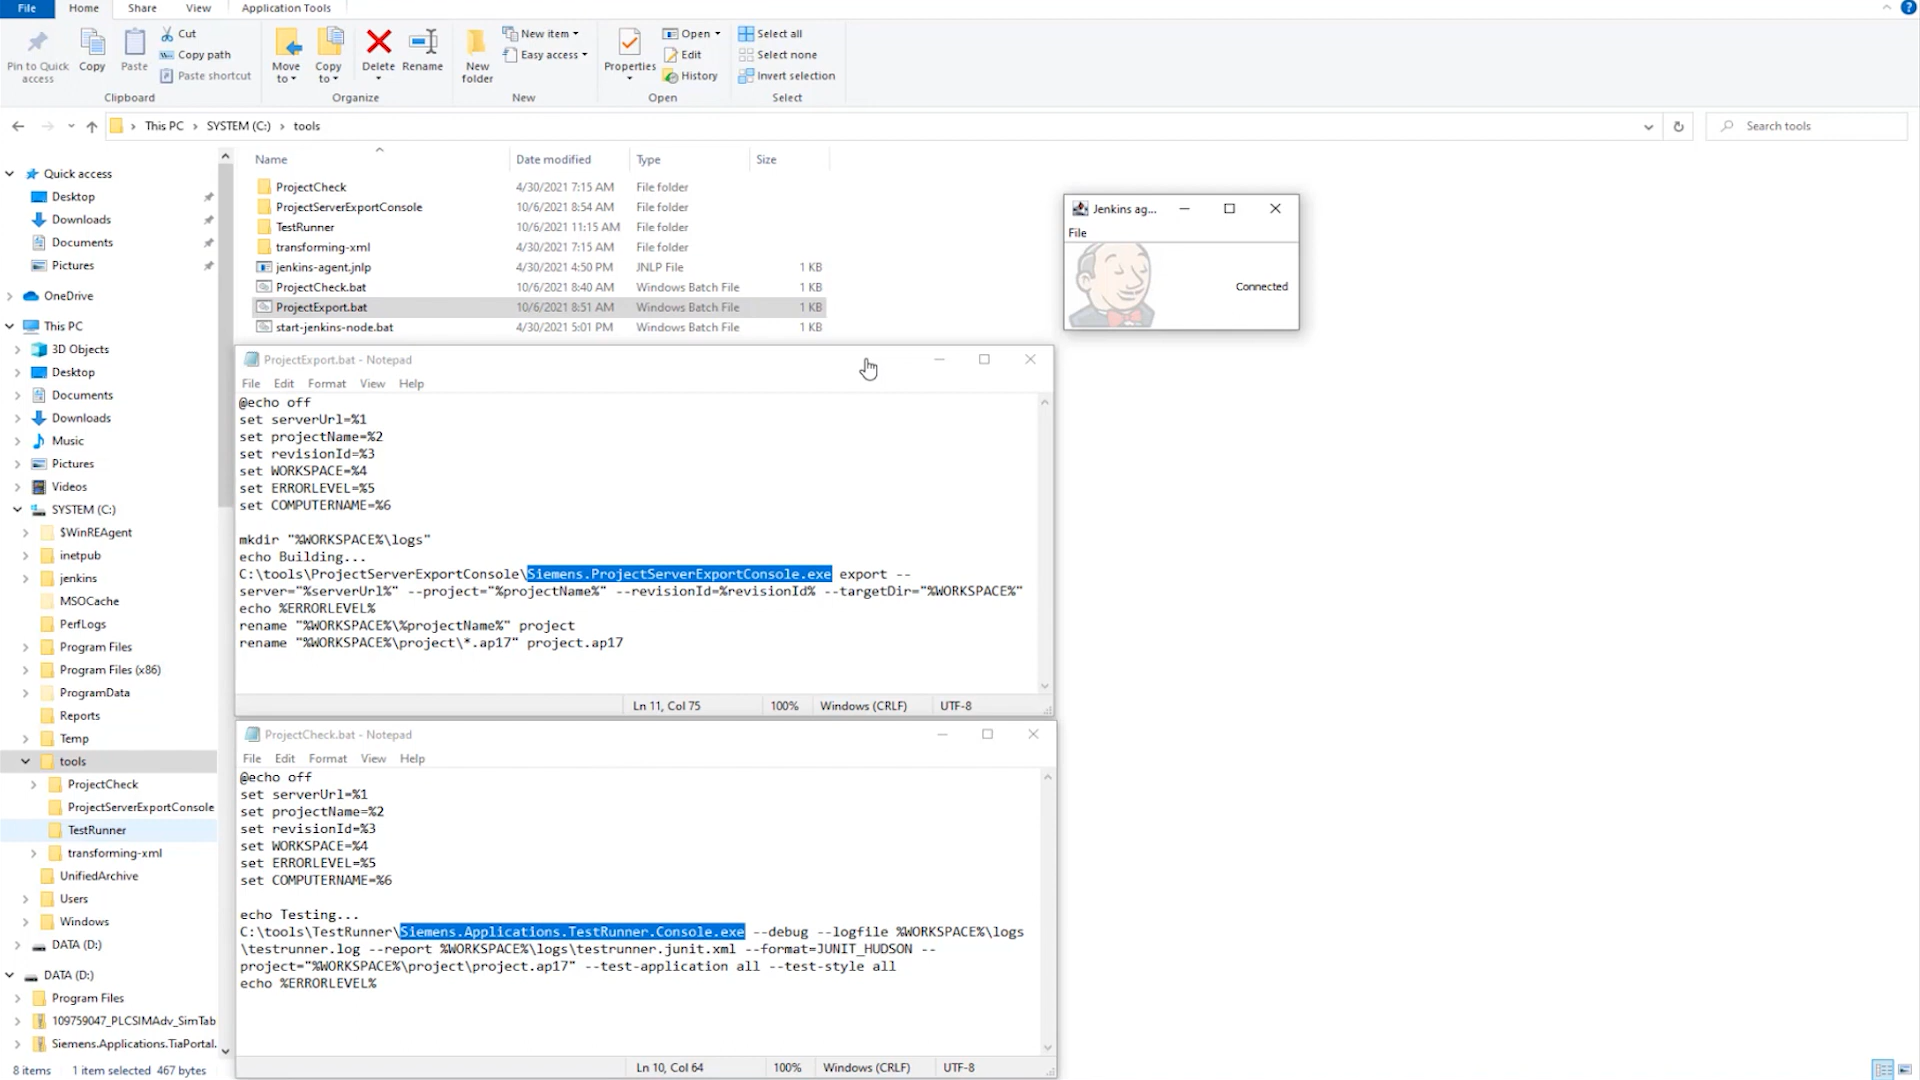 File Home Share View Application Tools
Pin to Quick access
Copy
Paste
Cut
Copy path
Paste shortcut
Clipboard
Move to
Copy to
Delete
Rename
Organize
New folder
New item
Easy access
New
Properties
Open
Edit
History
Open
Select all
Select none
Invert selection
Select
This PC › SYSTEM (C:) › tools
Search tools
Quick access
Desktop
Downloads
Documents
Pictures
OneDrive
This PC
3D Objects
Desktop
Documents
Downloads
Music
Pictures
Videos
SYSTEM (C:)
$WinREAgent
inetpub
jenkins
MSOCache
PerfLogs
Program Files
Program Files (x86)
ProgramData
Reports
Temp
tools
ProjectCheck
ProjectServerExportConsole
TestRunner
transforming-xml
UnifiedArchive
Users
Windows
DATA (D:)
DATA (D:)
Program Files
109759047_PLCSIMAdv_SimTab
Siemens.Applications.TiaPortal.
8 items 1 item selected 467 bytes
Name Date modified Type Size
ProjectCheck 4/30/2021 7:15 AM File folder
ProjectServerExportConsole 10/6/2021 8:54 AM File folder
TestRunner 10/6/2021 11:15 AM File folder
transforming-xml 4/30/2021 7:15 AM File folder
jenkins-agent.jnlp 4/30/2021 4:50 PM JNLP File 1 KB
ProjectCheck.bat 10/6/2021 8:40 AM Windows Batch File 1 KB
ProjectExport.bat 10/6/2021 8:51 AM Windows Batch File 1 KB
start-jenkins-node.bat 4/30/2021 5:01 PM Windows Batch File 1 KB
Jenkins ag...
File
Connected
ProjectExport.bat - Notepad
File Edit Format View Help
@echo off
set serverUrl=%1
set projectName=%2
set revisionId=%3
set WORKSPACE=%4
set ERRORLEVEL=%5
set COMPUTERNAME=%6
mkdir "%WORKSPACE%\logs"
echo Building...
C:\tools\ProjectServerExportConsole\Siemens.ProjectServerExportConsole.exe export --
server="%serverUrl%" --project="%projectName%" --revisionId=%revisionId% --targetDir="%WORKSPACE%"
echo %ERRORLEVEL%
rename "%WORKSPACE%\%projectName%" project
rename "%WORKSPACE%\project\*.ap17" project.ap17
Ln 11, Col 75 100% Windows (CRLF) UTF-8
ProjectCheck.bat - Notepad
File Edit Format View Help
@echo off
set serverUrl=%1
set projectName=%2
set revisionId=%3
set WORKSPACE=%4
set ERRORLEVEL=%5
set COMPUTERNAME=%6
echo Testing...
C:\tools\TestRunner\Siemens.Applications.TestRunner.Console.exe --debug --logfile %WORKSPACE%\logs
\testrunner.log --report %WORKSPACE%\logs\testrunner.junit.xml --format=JUNIT_HUDSON --
project="%WORKSPACE%\project\project.ap17" --test-application all --test-style all
echo %ERRORLEVEL%
Ln 10, Col 64 100% Windows (CRLF) UTF-8